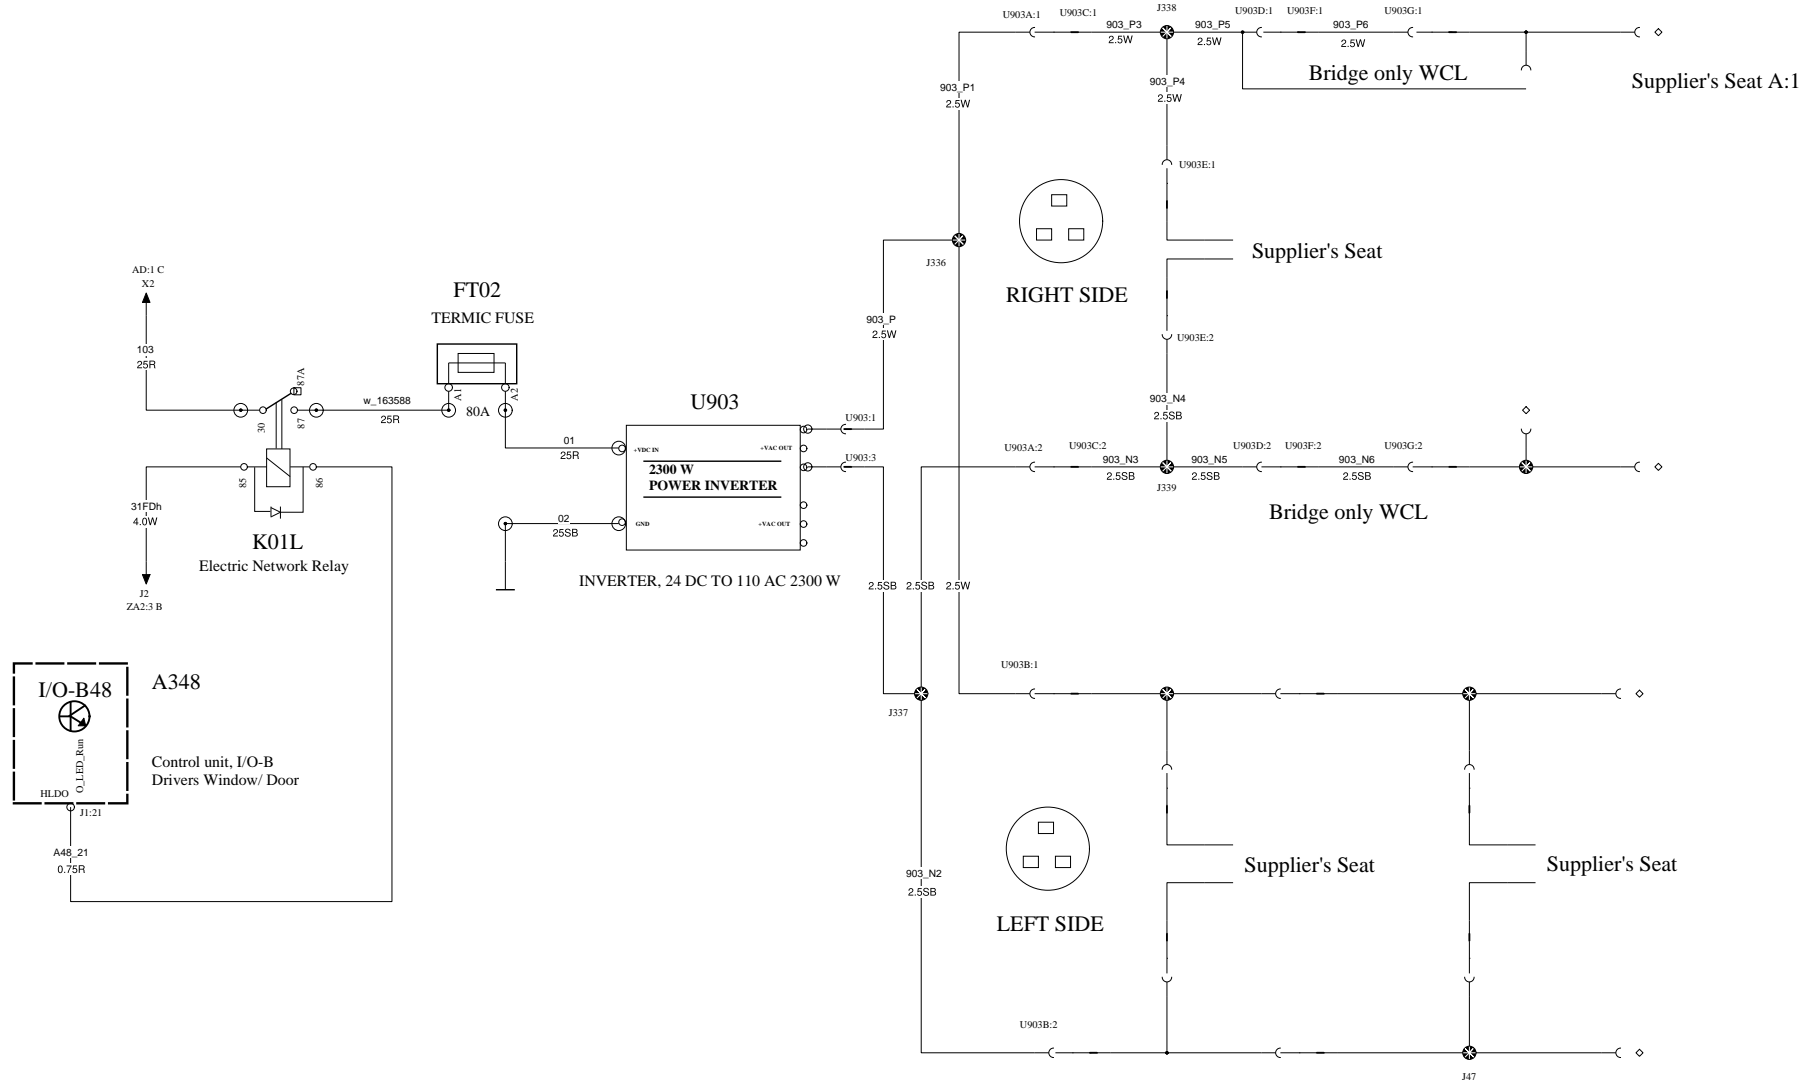 J338
U903A:1
U903C:1
903_P3
2.5W
903_P5
2.5W
U903D:1
U903F:1
903_P6
2.5W
U903G:1
Bridge only WCL
Supplier's Seat A:1
903_P1
2.5W
903_P4
2.5W
U903E:1
Supplier's Seat
J336
RIGHT SIDE
AD:1 C
X2
103
25R
FT02
TERMIC FUSE
903_P
2.5W
U903E:2
87A
30
87
w_163588
25R
A1
A2
80A
U903
U903:1
903_N4
2.5SB
01
25R
+VDC IN
+VAC OUT
2300 W
POWER INVERTER
U903:3
U903A:2
U903C:2
903_N3
2.5SB
J339
903_N5
2.5SB
U903D:2
U903F:2
903_N6
2.5SB
U903G:2
Bridge only WCL
85
86
31FDh
4.0W
02
25SB
GND
+VAC OUT
K01L
Electric Network Relay
J2
ZA2:3 B
INVERTER, 24 DC TO 110 AC 2300 W
2.5SB
2.5SB
2.5W
I/O-B48
A348
O_LED_Run
Control unit, I/O-B
Drivers Window/ Door
HLDO
J1:21
A48_21
0.75R
U903B:1
J337
903_N2
2.5SB
LEFT SIDE
Supplier's Seat
Supplier's Seat
U903B:2
J47